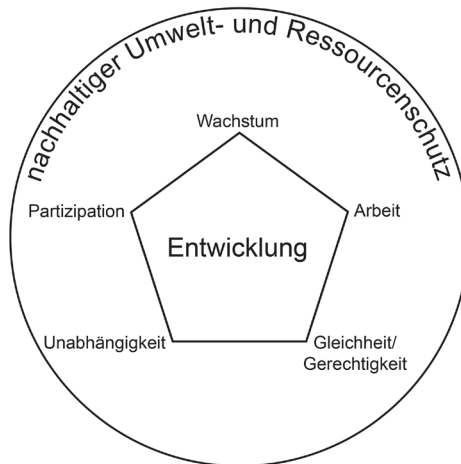 nachhaltiger Umwelt- und Ressourcenschutz
Wachstum
Partizipation
Arbeit
Entwicklung
Unabhängigkeit
Gleichheit/
Gerechtigkeit